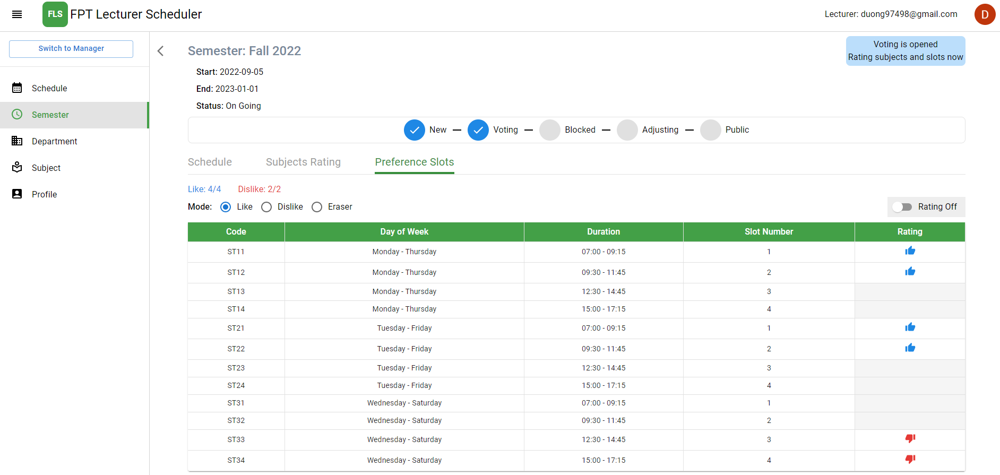 FLS FPT Lecturer Scheduler
Lecturer: duong97498@gmail.com D
Switch to Manager
Schedule
Semester
Department
Subject
Profile
Semester: Fall 2022
Voting is opened
Rating subjects and slots now
Start: 2022-09-05
End: 2023-01-01
Status: On Going
New Voting Blocked Adjusting Public
Schedule Subjects Rating Preference Slots
Like: 4/4 Dislike: 2/2
Mode: Like Dislike Eraser Rating Off
Code Day of Week Duration Slot Number Rating
ST11 Monday - Thursday 07:00 - 09:15 1
ST12 Monday - Thursday 09:30 - 11:45 2
ST13 Monday - Thursday 12:30 - 14:45 3
ST14 Monday - Thursday 15:00 - 17:15 4
ST21 Tuesday - Friday 07:00 - 09:15 1
ST22 Tuesday - Friday 09:30 - 11:45 2
ST23 Tuesday - Friday 12:30 - 14:45 3
ST24 Tuesday - Friday 15:00 - 17:15 4
ST31 Wednesday - Saturday 07:00 - 09:15 1
ST32 Wednesday - Saturday 09:30 - 11:45 2
ST33 Wednesday - Saturday 12:30 - 14:45 3
ST34 Wednesday - Saturday 15:00 - 17:15 4